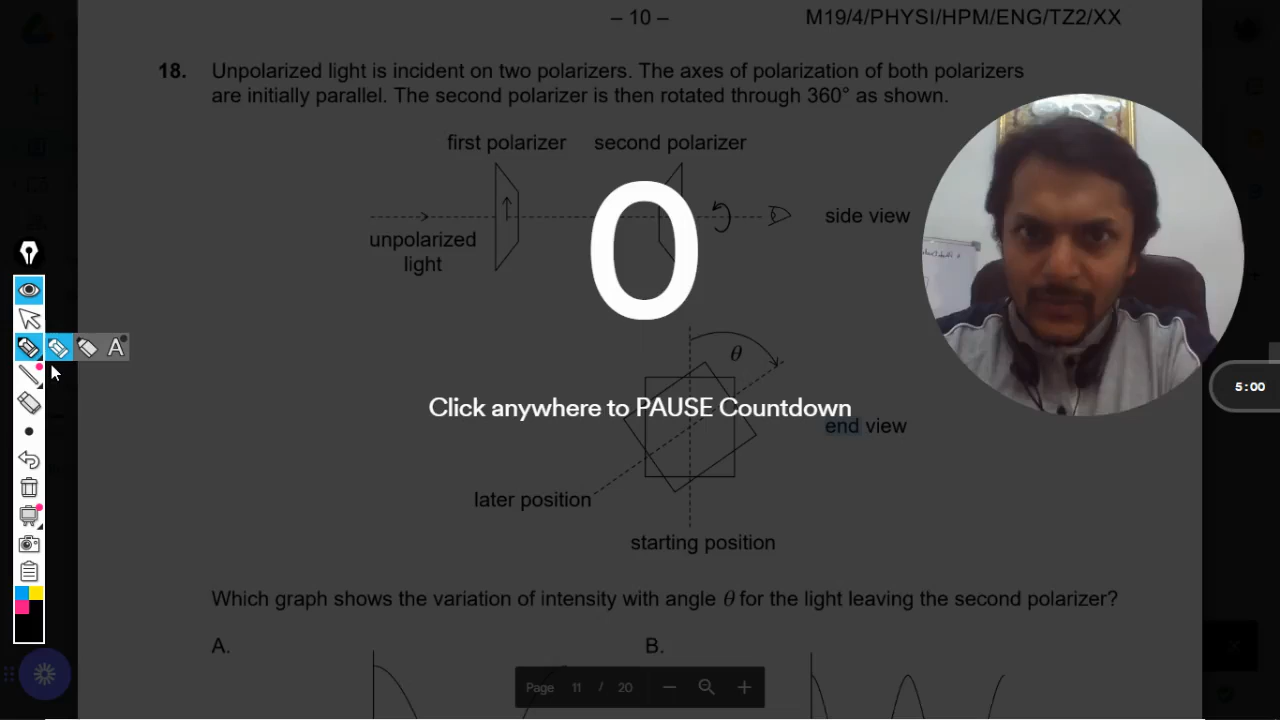 – 10 –
M19/4/PHYSI/HPM/ENG/TZ2/XX
18. Unpolarized light is incident on two polarizers. The axes of polarization of both polarizers
are initially parallel. The second polarizer is then rotated through 360° as shown.
first polarizer
second polarizer
unpolarized
light
side view
0
θ
Click anywhere to PAUSE Countdown
5:00
A
end view
later position
starting position
Which graph shows the variation of intensity with angle θ for the light leaving the second polarizer?
A.
B.
Page 11 / 20